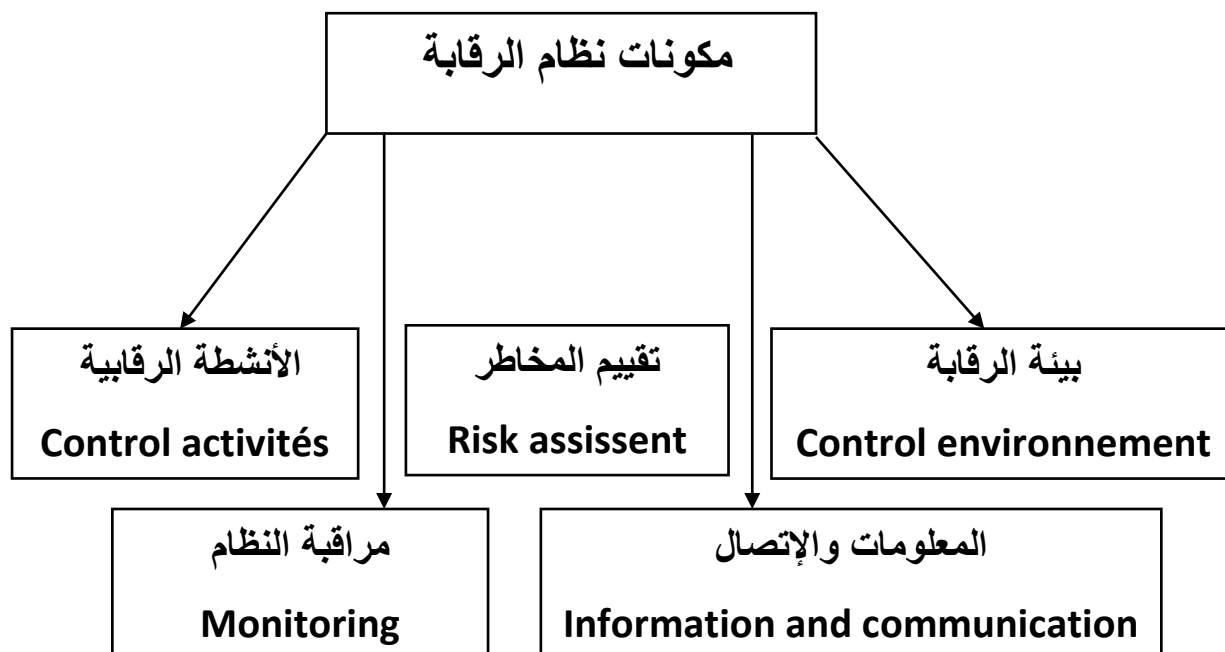 مكونات نظام الرقابة
بيئة الرقابة
Control environnement
تقييم المخاطر
Risk assissent
الأنشطة الرقابية
Control activités
المعلومات والإتصال
Information and communication
مراقبة النظام
Monitoring